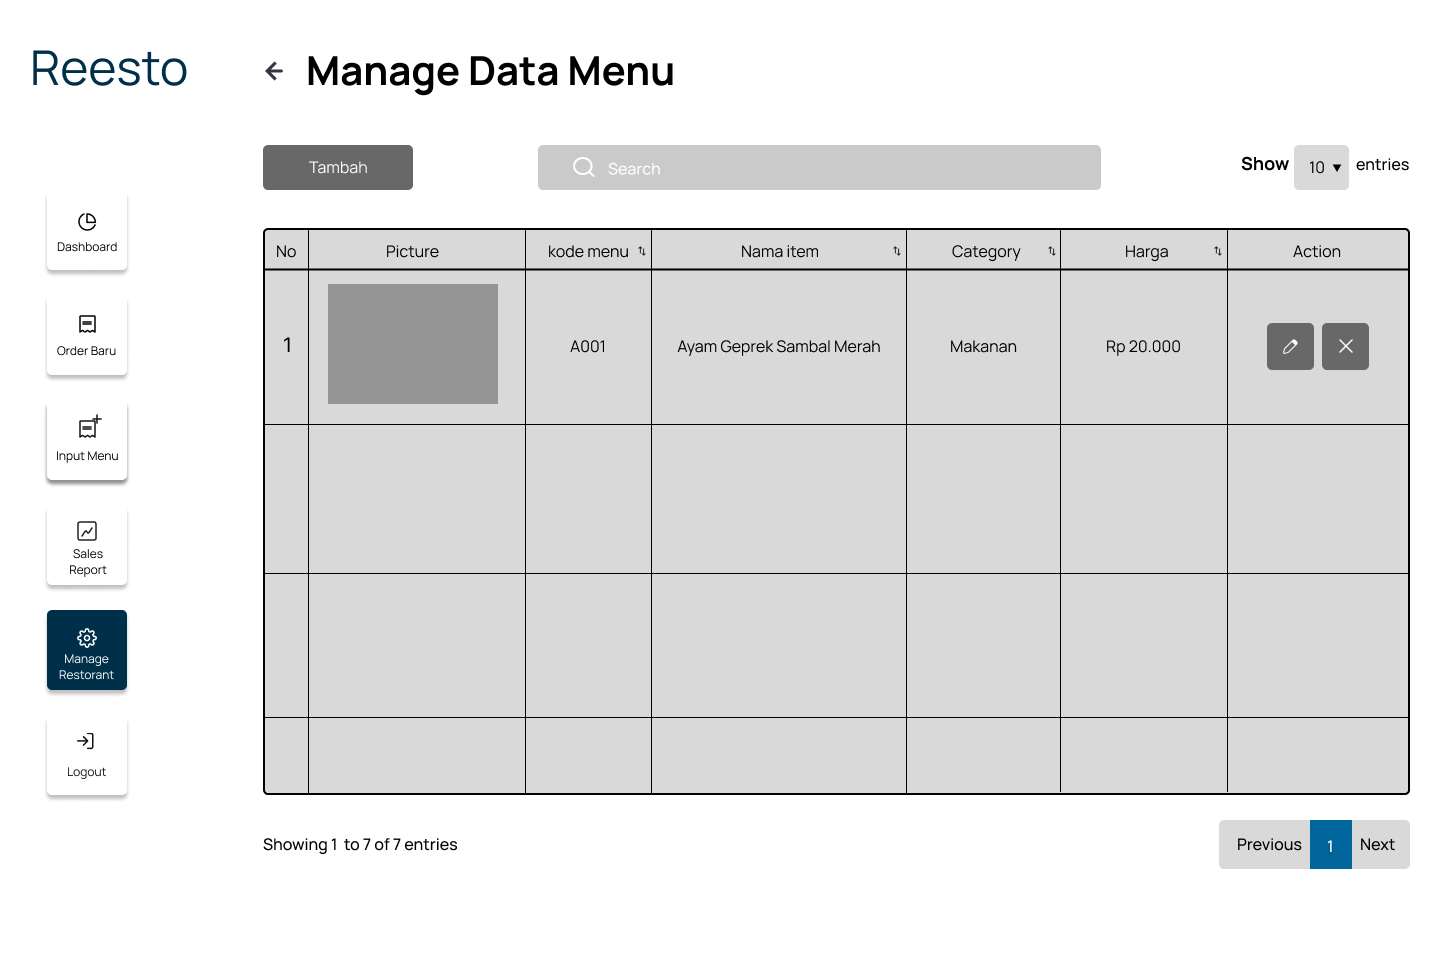 Reesto
Manage Data Menu
Tambah
Search
Show 10 entries
Dashboard
Order Baru
Input Menu
Sales
Report
Manage
Restorant
Logout
No Picture kode menu Nama item Category Harga Action
1 A001 Ayam Geprek Sambal Merah Makanan Rp 20.000
Showing 1 to 7 of 7 entries
Previous 1 Next